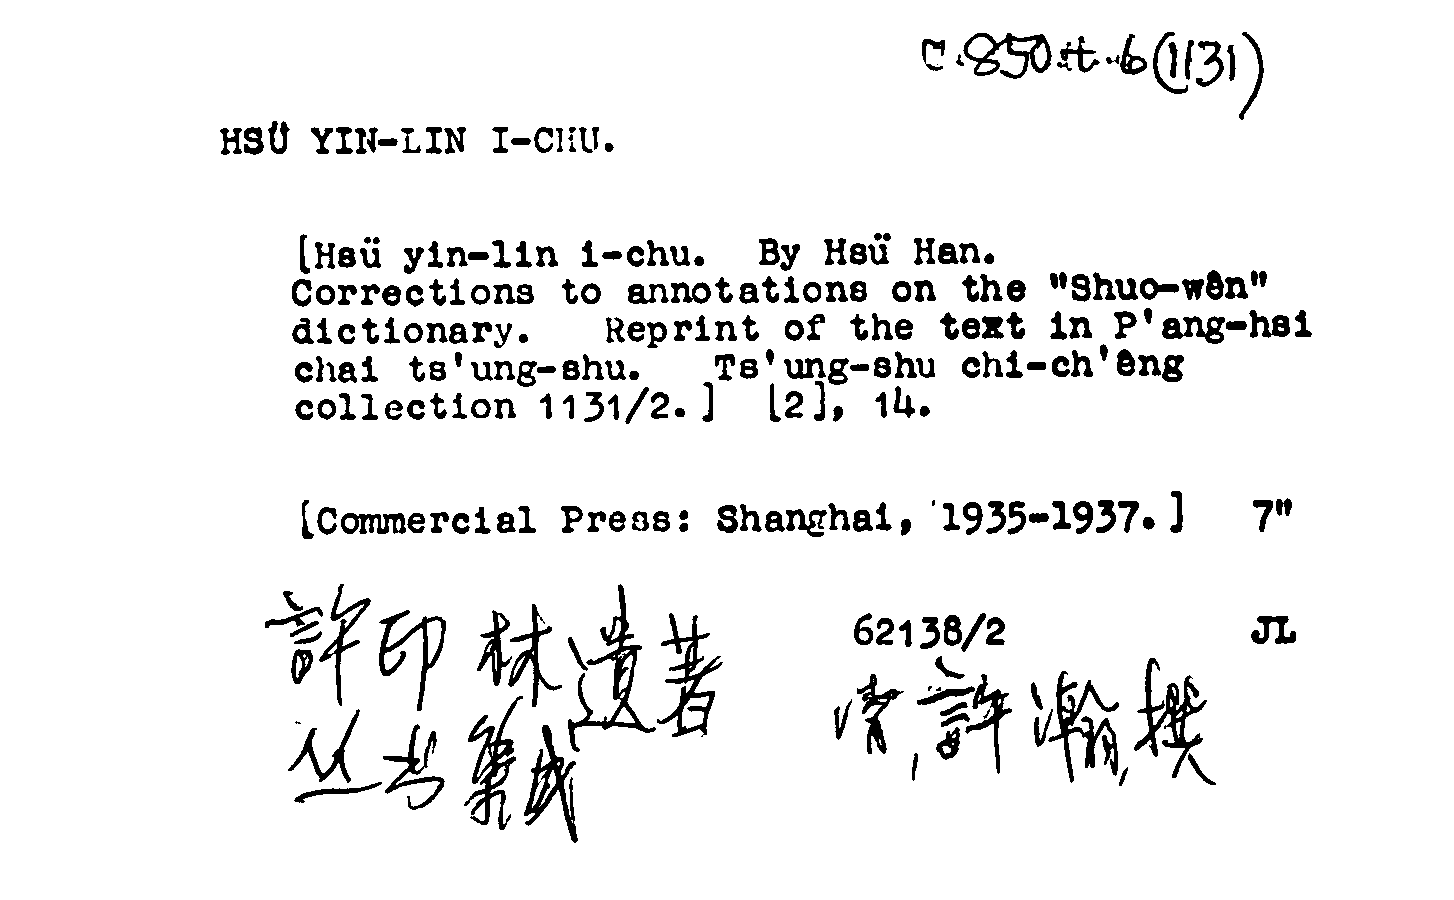 C.850.tt.6(1131)
HSÜ YIN-LIN I-CHU.
[Hsü yin-lin i-chu. By Hsü Han.
Corrections to annotations on the "Shuo-wên"
dictionary. Reprint of the text in P'ang-hsi
chai ts'ung-shu. Ts'ung-shu chi-ch'êng
collection 1131/2.] [2], 14.
[Commercial Press: Shanghai, 1935-1937.] 7"
62138/2 JL
許印林遺著
清,許瀚,撰
丛书集成